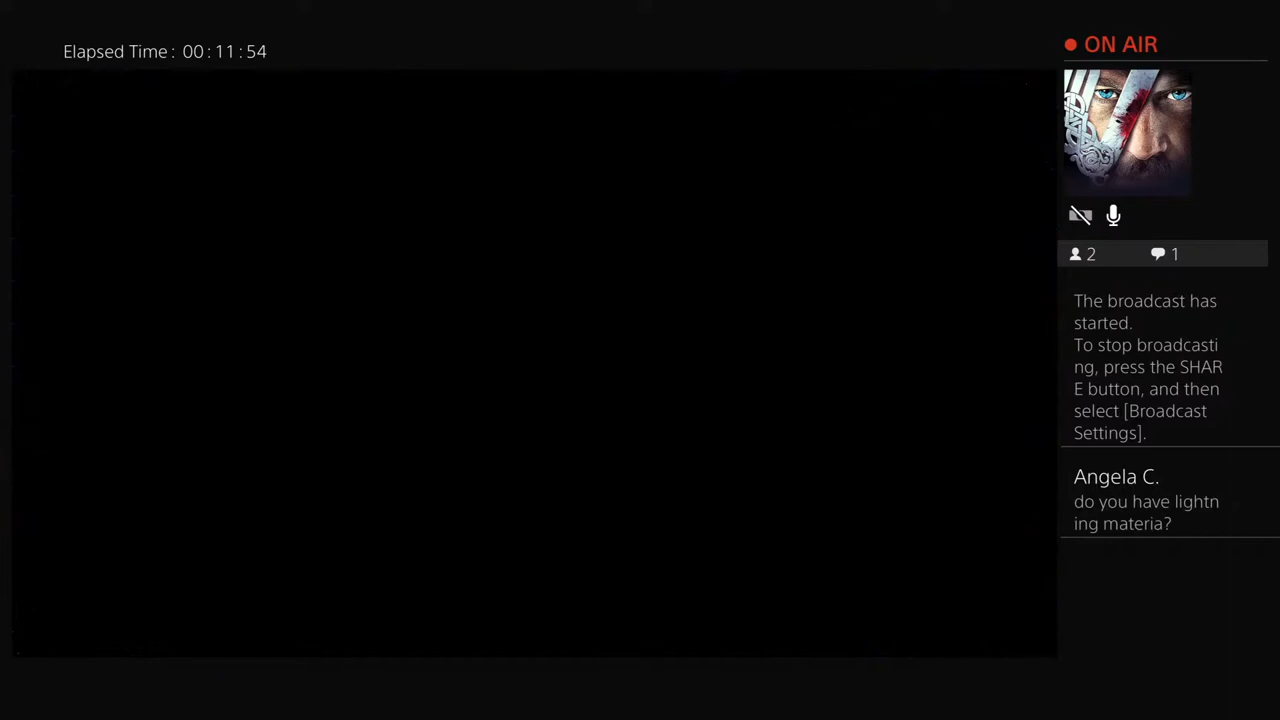 Elapsed Time: 00:11:54
ON AIR
2 1
The broadcast has
started.
To stop broadcasti
ng, press the SHAR
E button, and then
select [Broadcast
Settings].
Angela C.
do you have lightn
ing materia?